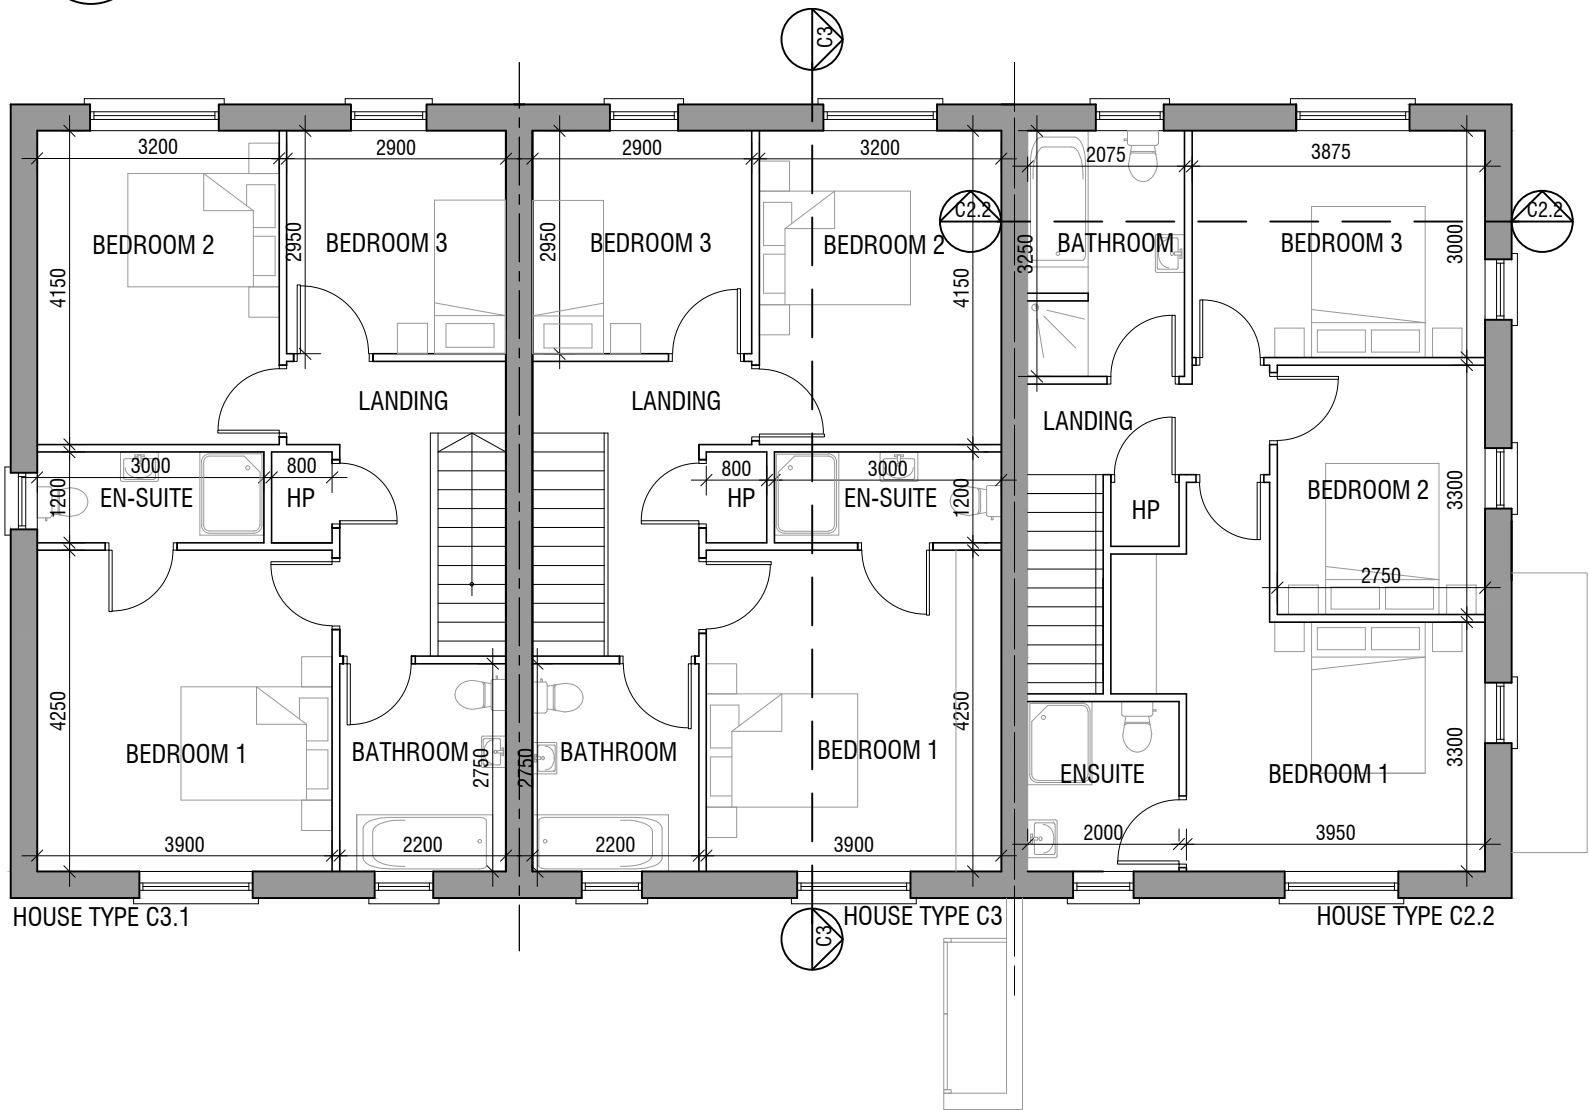 C3
3200
2900
2900
3200
2075
3875
C2.2
C2.2
BEDROOM 2
BEDROOM 3
BEDROOM 3
BEDROOM 2
BATHROOM
BEDROOM 3
2950
2950
3250
3000
4150
4150
LANDING
LANDING
LANDING
3000
800
800
3000
1200
EN-SUITE
HP
HP
EN-SUITE
1200
HP
BEDROOM 2
3300
2750
4250
4250
BEDROOM 1
BATHROOM
2750
2750
BATHROOM
BEDROOM 1
ENSUITE
BEDROOM 1
3300
3900
2200
2200
3900
2000
3950
HOUSE TYPE C3.1
C3
HOUSE TYPE C3
HOUSE TYPE C2.2